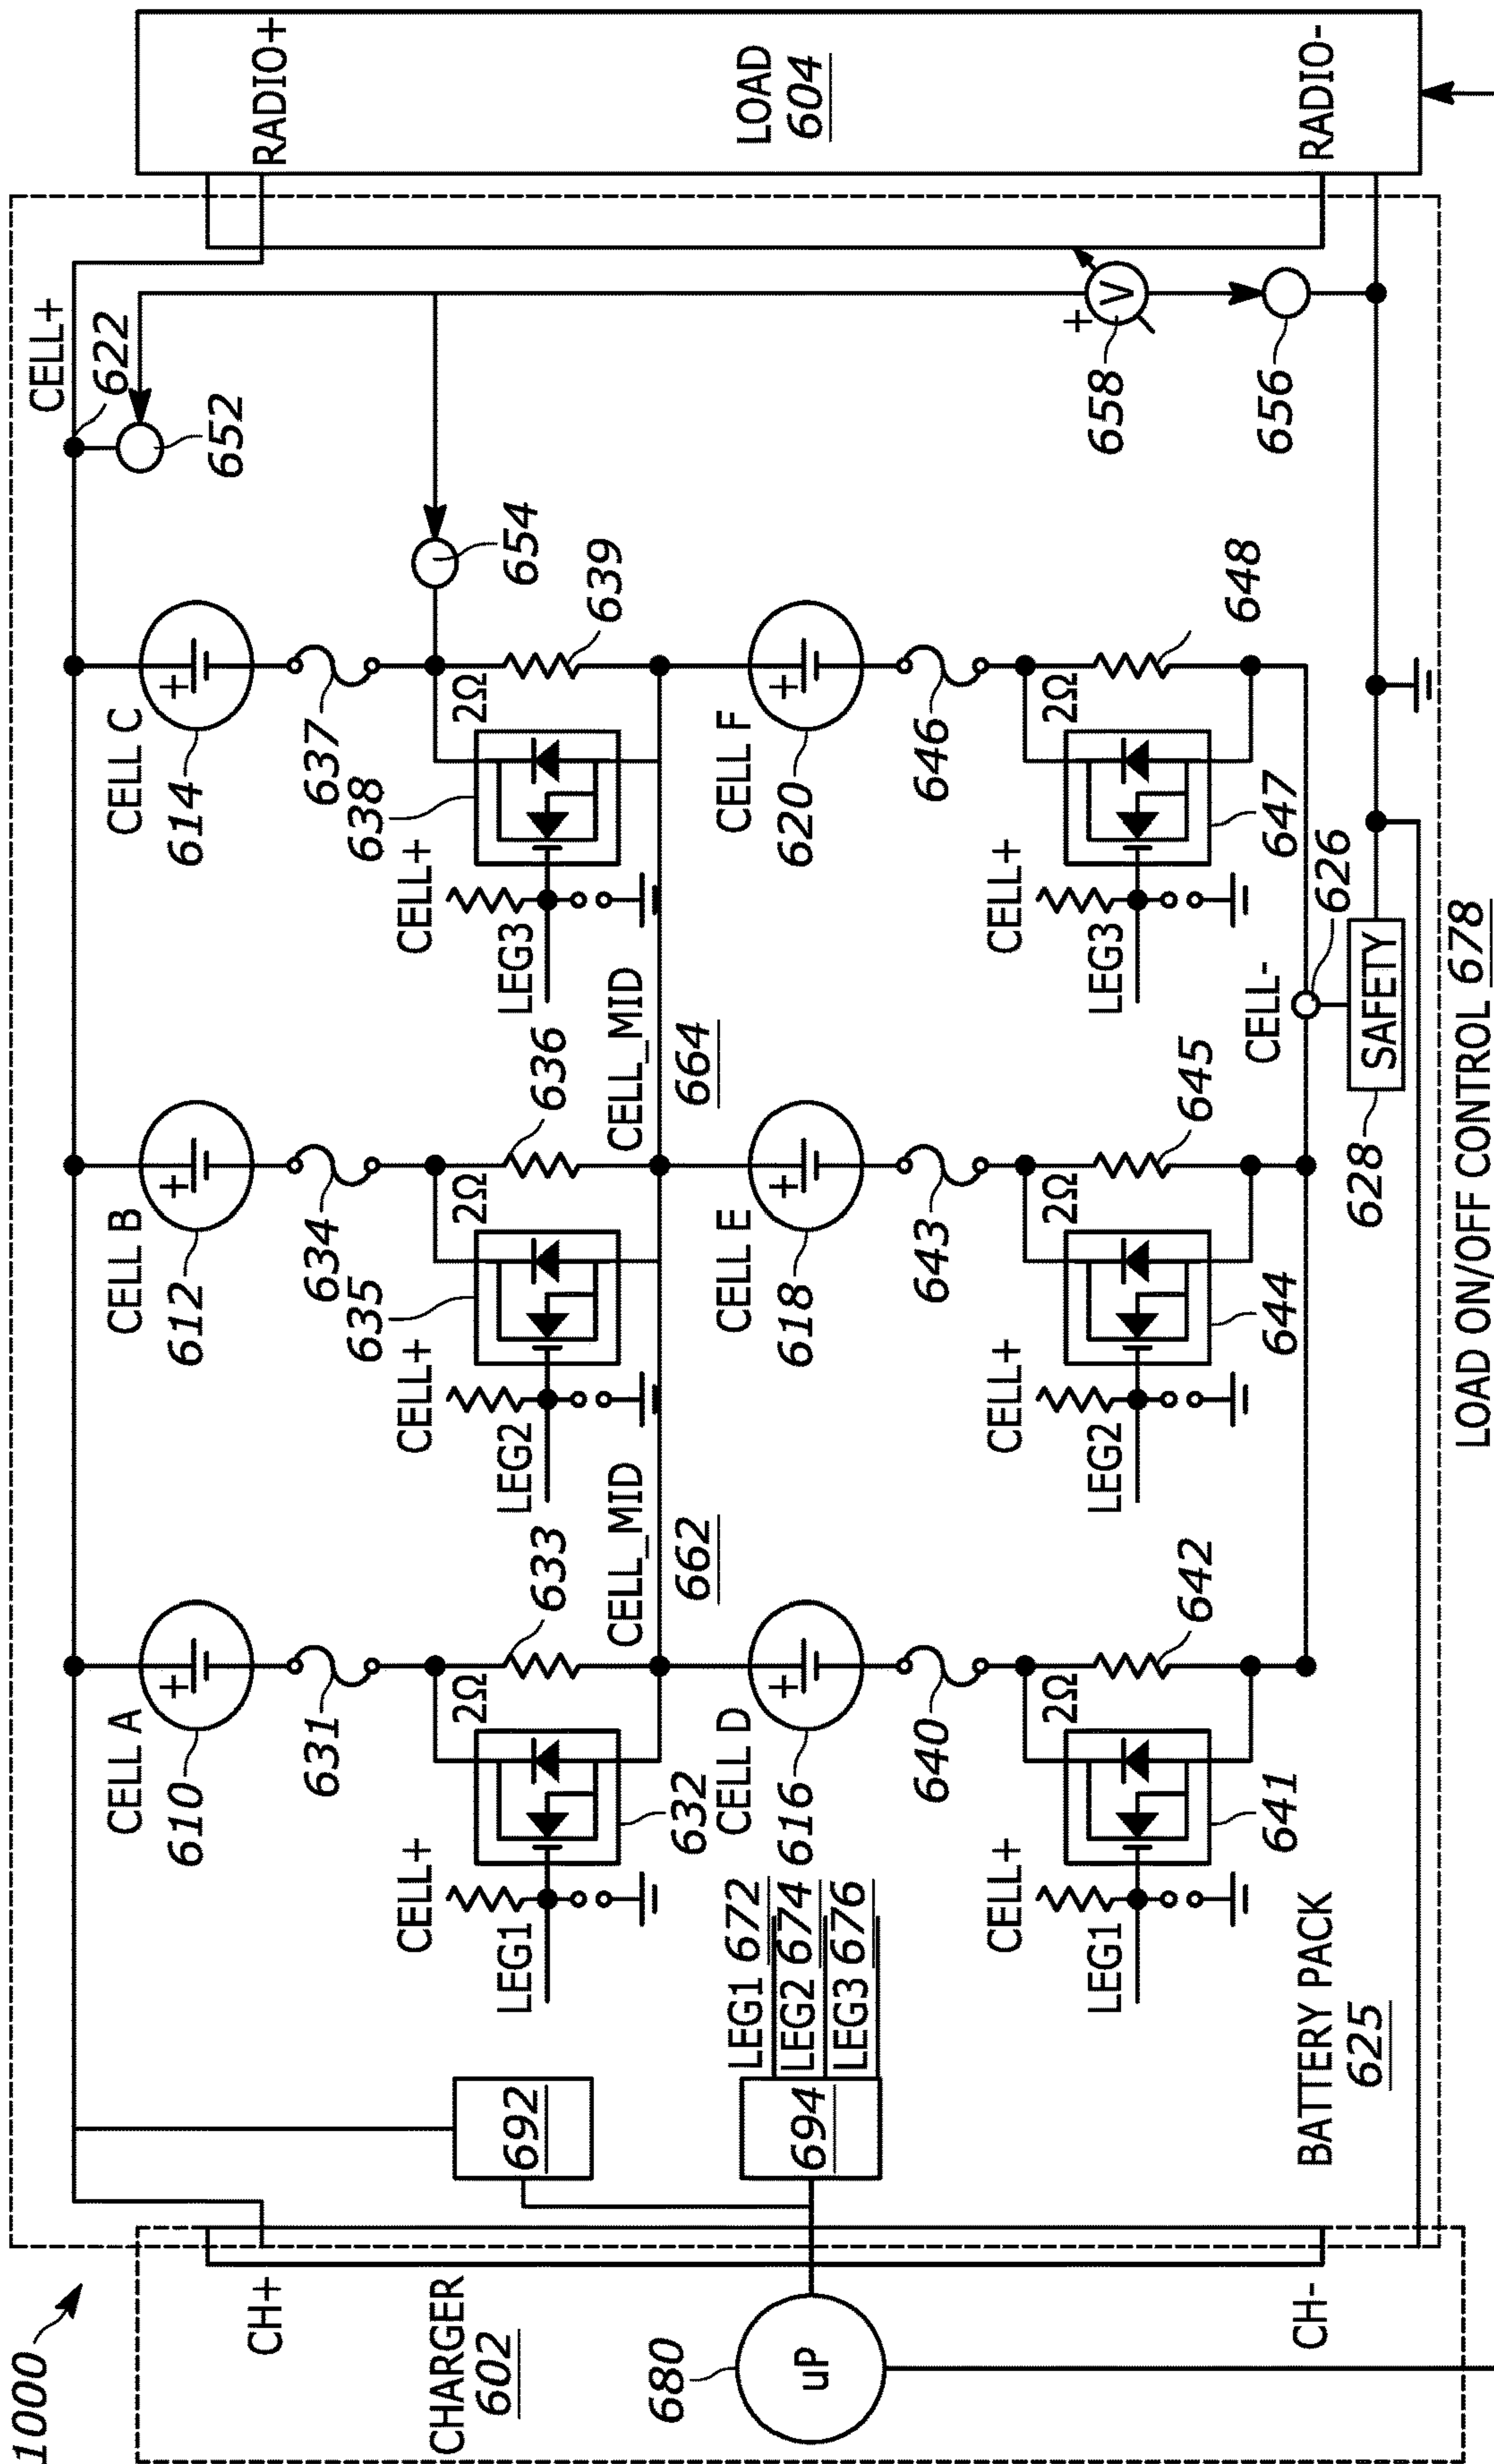 1000
CHARGER
602
CH+
CH-
680
uP
692
694
LEG1 672
LEG2 674
LEG3 676
BATTERY PACK
625
CELL A
610
631
CELL+
LEG1
632
2Ω
633
CELL_MID
662
CELL B
612
634
635
CELL+
LEG2
2Ω
636
CELL_MID
664
CELL C
614
637
638
CELL+
LEG3
2Ω
639
654
CELL+
622
652
CELL D
616
640
CELL+
LEG1
641
2Ω
642
CELL E
618
643
CELL+
LEG2
644
2Ω
645
CELL F
620
646
CELL+
LEG3
647
2Ω
648
CELL-
626
SAFETY
628
+
V
658
656
RADIO+
LOAD
604
RADIO-
LOAD ON/OFF CONTROL 678